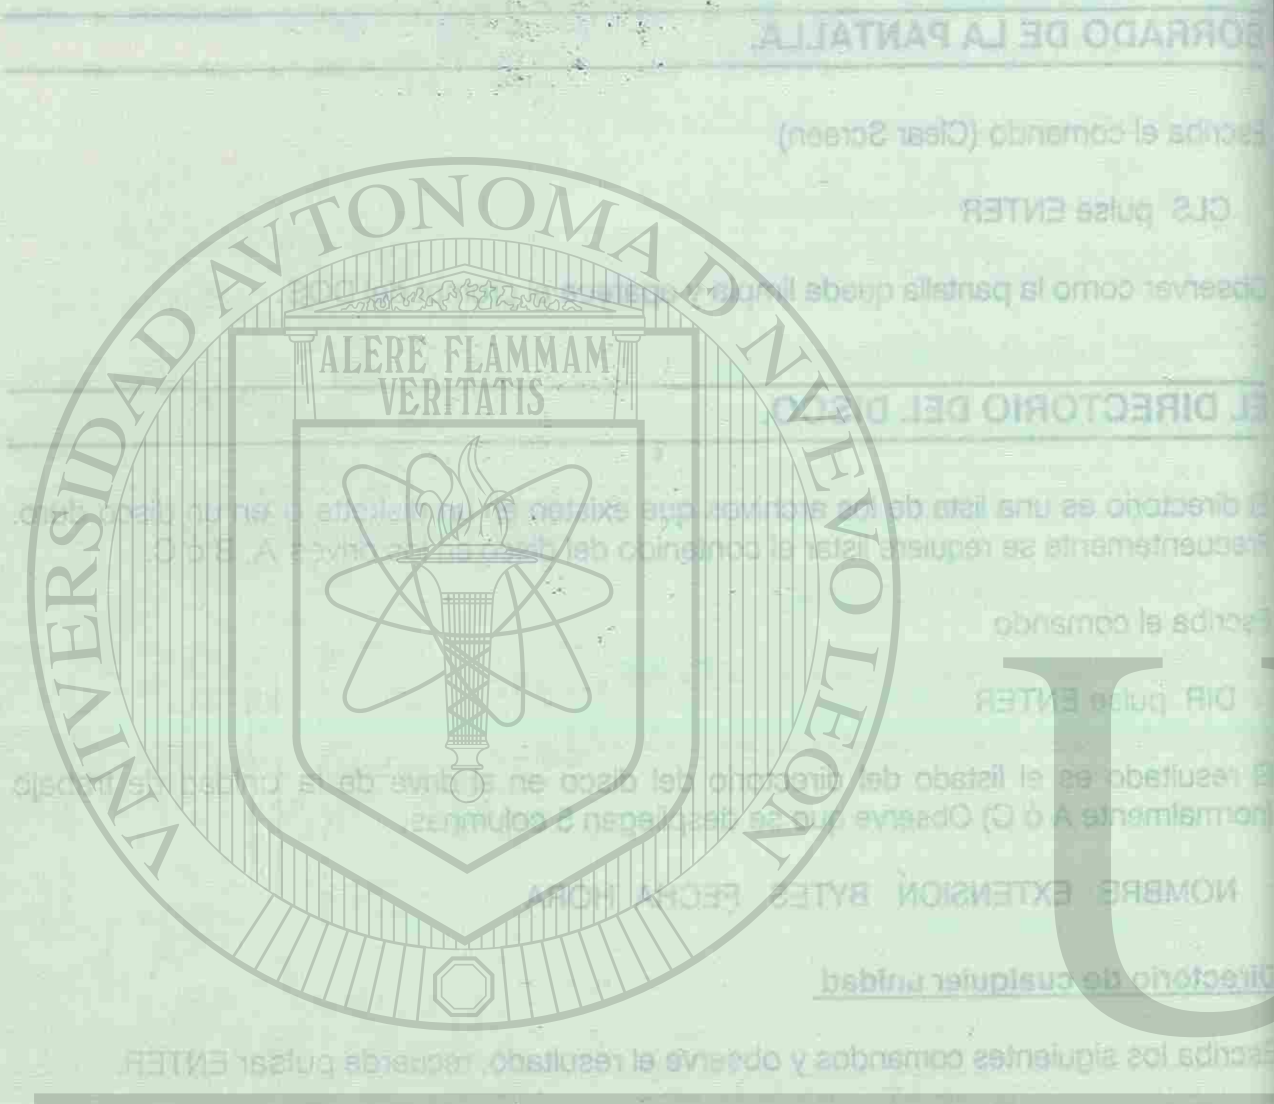 BORRADO DE LA PANTALLA.
Escriba el comando (Clear Screen)
CLS pulse ENTER
Observar como la pantalla queda limpia y aparece DOS.
EL DIRECTORIO DEL DISCO.
El directorio es una lista de los archivos que existen en un diskette o en un disco duro.
Frecuentemente se requiere listar el contenido del disco en los drives A, B o C.
Escriba el comando
DIR pulse ENTER
El resultado es el listado del directorio del disco en el drive de la unidad de trabajo
(normalmente A ó C) Observe que se despliegan 5 columnas.
NOMBRE EXTENSION BYTES FECHA HORA
Directorio de cualquier unidad
Escriba los siguientes comandos y observe el resultado, recuerde pulsar ENTER.
VNIVERSIDAD AVTONOMA D NVEVO LEON
ALERE FLAMMAM
VERITATIS
U